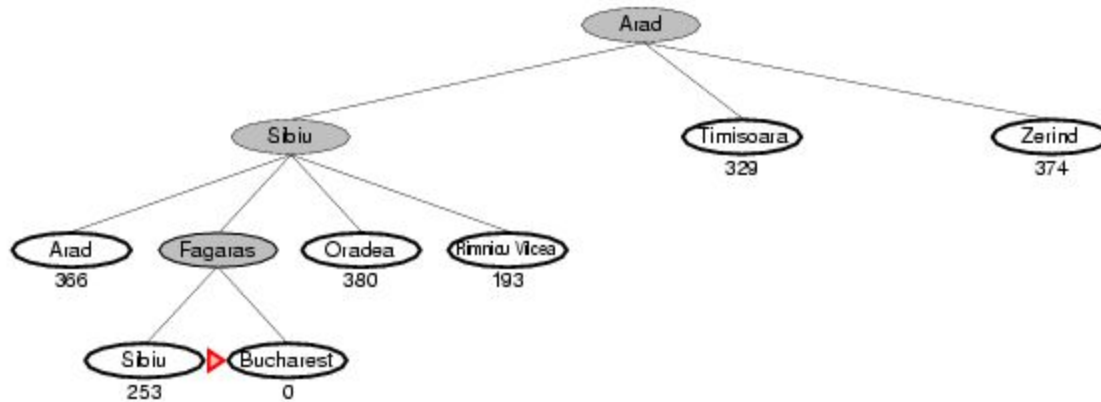 Arad
Sibiu
Timisoara
Zerind
329
374
Arad
Fagaras
Oradea
Rimnicu Vilcea
366
380
193
Sibiu
Bucharest
253
0